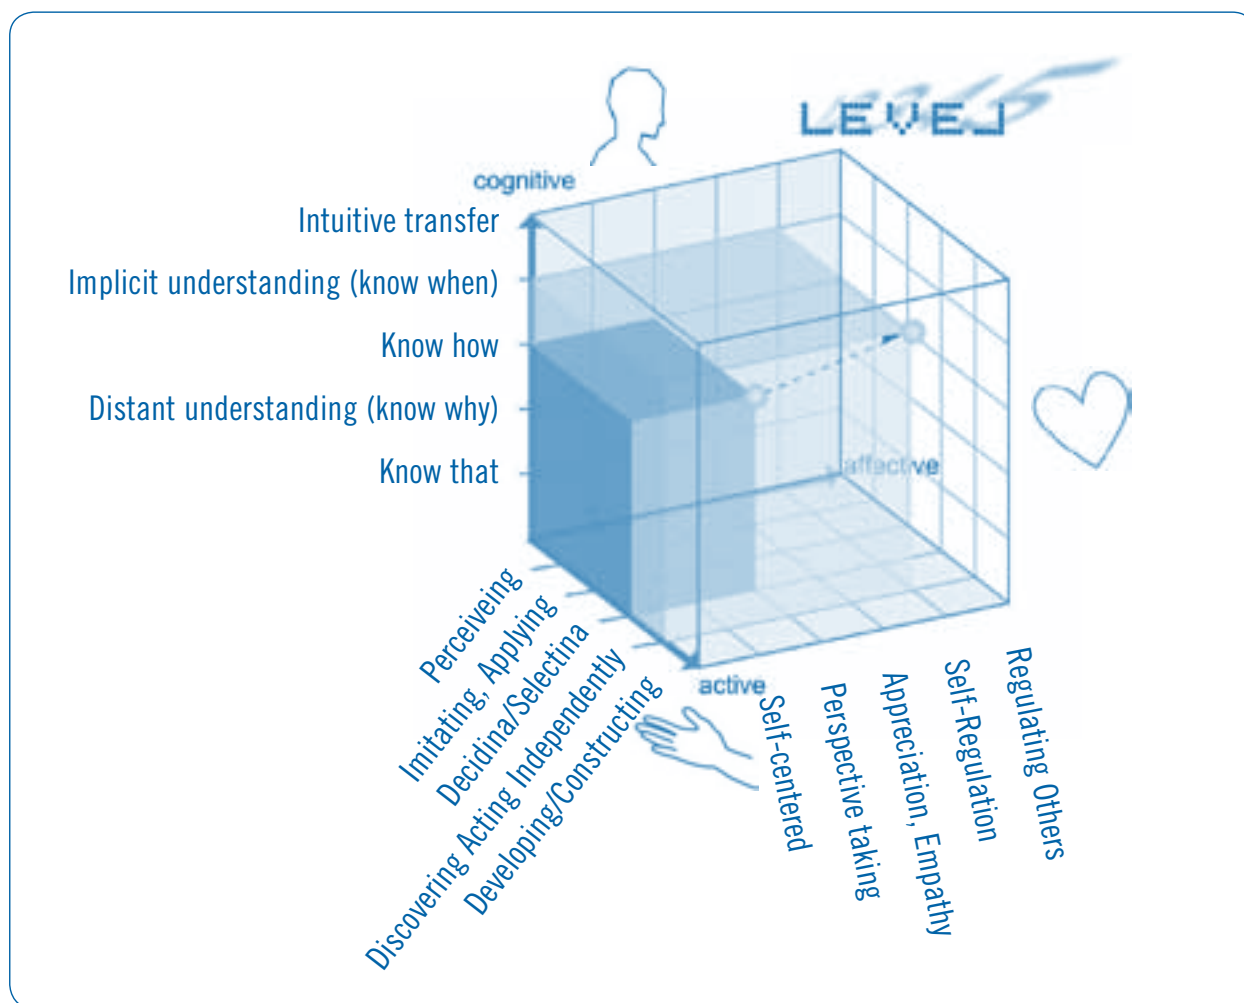 LEVEL
cognitive
Intuitive transfer
Implicit understanding (know when)
Know how
Distant understanding (know why)
Know that
affective
active
Perceiveing
Imitating, Applying
Decidina/Selectina
Discovering Acting Independently
Developing/Constructing
Self-centered
Perspective taking
Appreciation, Empathy
Self-Regulation
Regulating Others